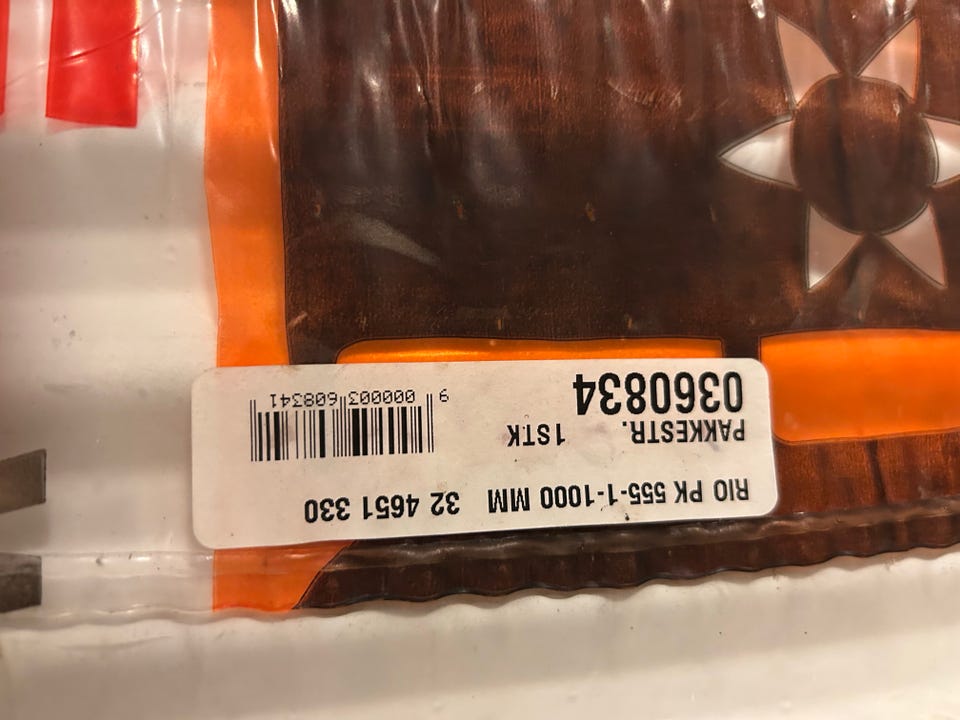 RIO PK 555-1-1000 MM 32 4651 330
PAKKESTR. 1STK
0360834
9 000003 608341